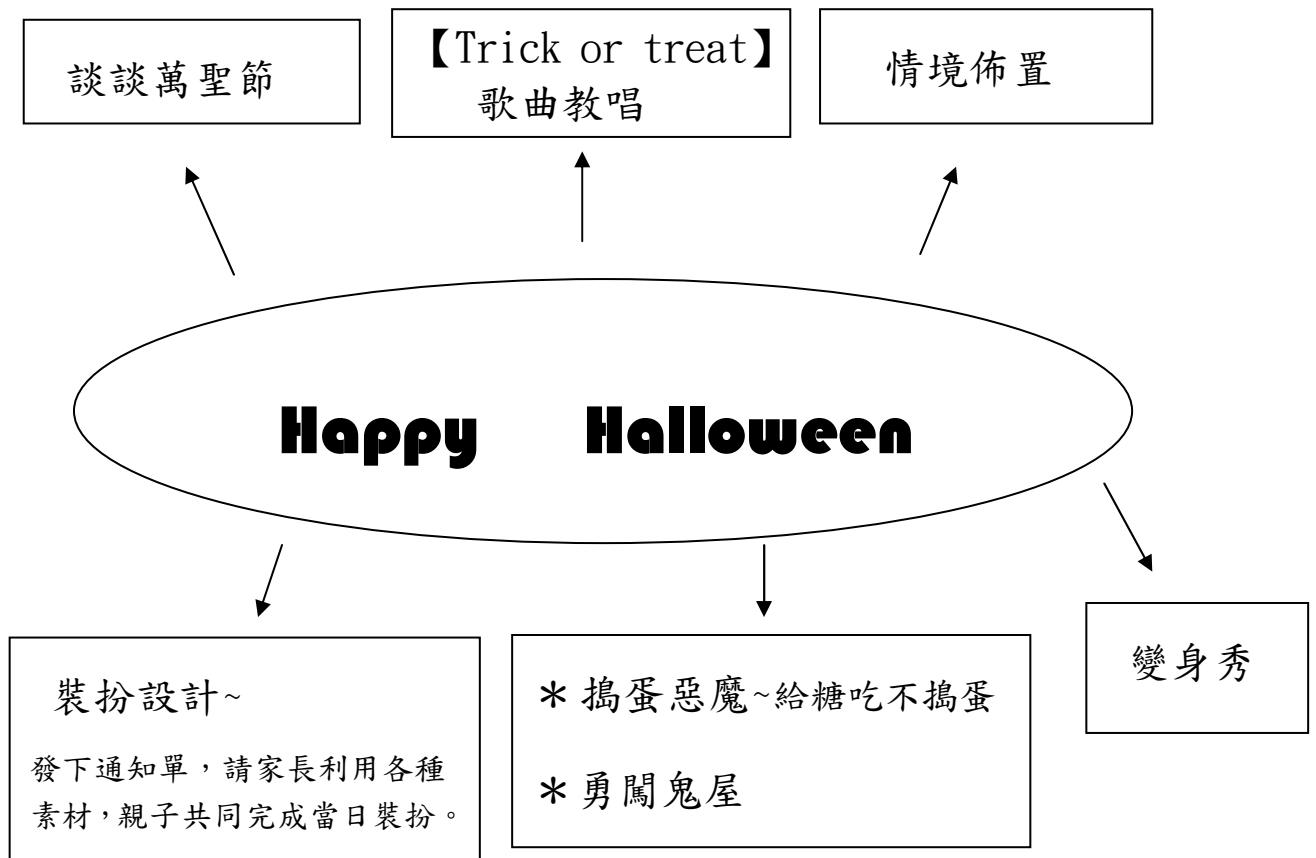 談談萬聖節
【Trick or treat】
歌曲教唱
情境佈置
Happy Halloween
裝扮設計~
發下通知單，請家長利用各種
素材，親子共同完成當日裝扮。
＊搗蛋惡魔~給糖吃不搗蛋
＊勇闖鬼屋
變身秀